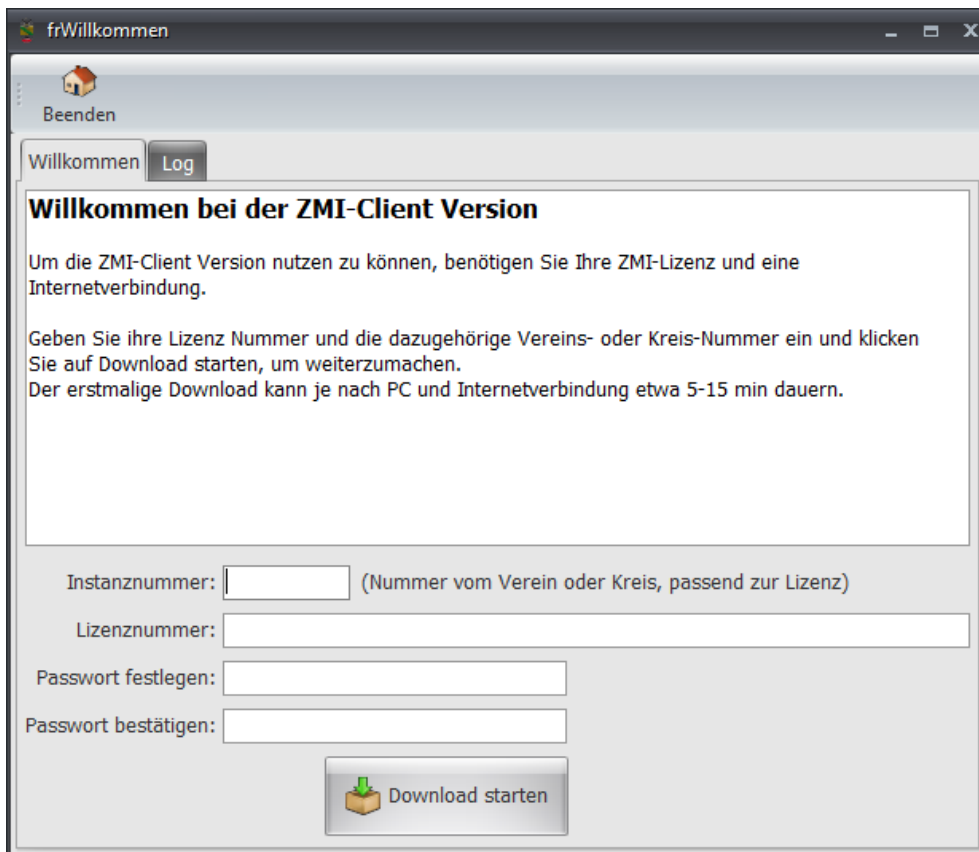 frWillkommen
Beenden
Willkommen Log
Willkommen bei der ZMI-Client Version
Um die ZMI-Client Version nutzen zu können, benötigen Sie Ihre ZMI-Lizenz und eine
Internetverbindung.
Geben Sie ihre Lizenz Nummer und die dazugehörige Vereins- oder Kreis-Nummer ein und klicken
Sie auf Download starten, um weiterzumachen.
Der erstmalige Download kann je nach PC und Internetverbindung etwa 5-15 min dauern.
Instanznummer: (Nummer vom Verein oder Kreis, passend zur Lizenz)
Lizenznummer:
Passwort festlegen:
Passwort bestätigen:
Download starten